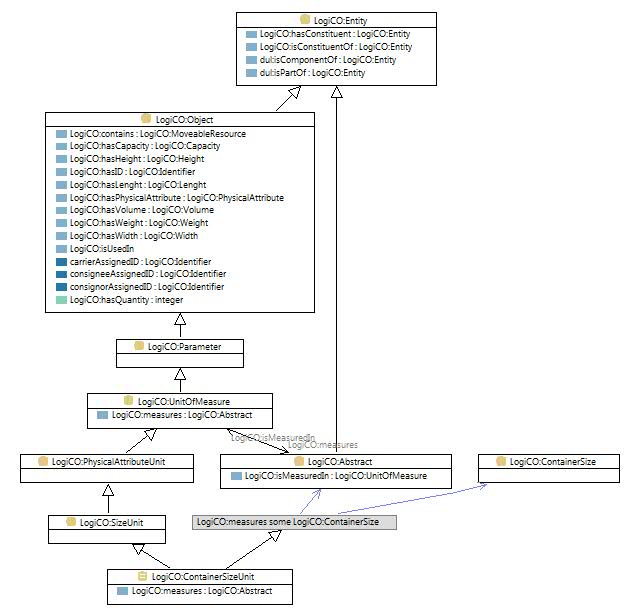 LogiCO:Entity
LogiCO:hasConstituent : LogiCO:Entity
LogiCO:isConstituentOf : LogiCO:Entity
dul:isComponentOf : LogiCO:Entity
dul:isPartOf : LogiCO:Entity
LogiCO:Object
LogiCO:contains : LogiCO:MoveableResource
LogiCO:hasCapacity : LogiCO:Capacity
LogiCO:hasHeight : LogiCO:Height
LogiCO:hasID : LogiCO:Identifier
LogiCO:hasLenght : LogiCO:Lenght
LogiCO:hasPhysicalAttribute : LogiCO:PhysicalAttribute
LogiCO:hasVolume : LogiCO:Volume
LogiCO:hasWeight : LogiCO:Weight
LogiCO:hasWidth : LogiCO:Width
LogiCO:isUsedIn
carrierAssignedID : LogiCO:Identifier
consigneeAssignedID : LogiCO:Identifier
consignorAssignedID : LogiCO:Identifier
LogiCO:hasQuantity : integer
LogiCO:Parameter
LogiCO:UnitOfMeasure
LogiCO:measures : LogiCO:Abstract
LogiCO:isMeasuredIn
LogiCO:measures
LogiCO:PhysicalAttributeUnit
LogiCO:Abstract
LogiCO:isMeasuredIn : LogiCO:UnitOfMeasure
LogiCO:ContainerSize
LogiCO:SizeUnit
LogiCO:measures some LogiCO:ContainerSize
LogiCO:ContainerSizeUnit
LogiCO:measures : LogiCO:Abstract